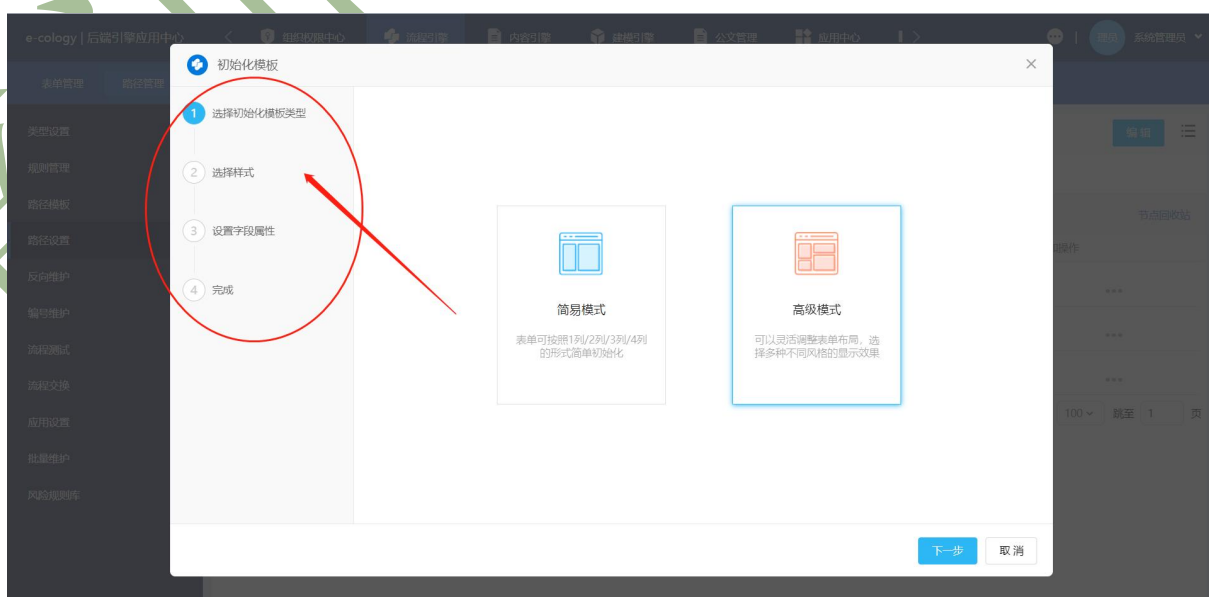 e-cology | 后端引擎应用中心
组织权限中心
流程引擎
内容引擎
建模引擎
公文管理
应用中心
理员
系统管理员
初始化模板
表单管理
路径管理
1 选择初始化模板类型
2 选择样式
3 设置字段属性
4 完成
类型设置
规则管理
路径模板
路径设置
反向维护
编号维护
流程测试
流程交换
应用设置
批量维护
风险规则库
简易模式
表单可按照1列/2列/3列/4列
的形式简单初始化
高级模式
可以灵活调整表单布局，选
择多种不同风格的显示效果
编辑
节点回收站
操作
100
跳至 1 页
下一步
取消